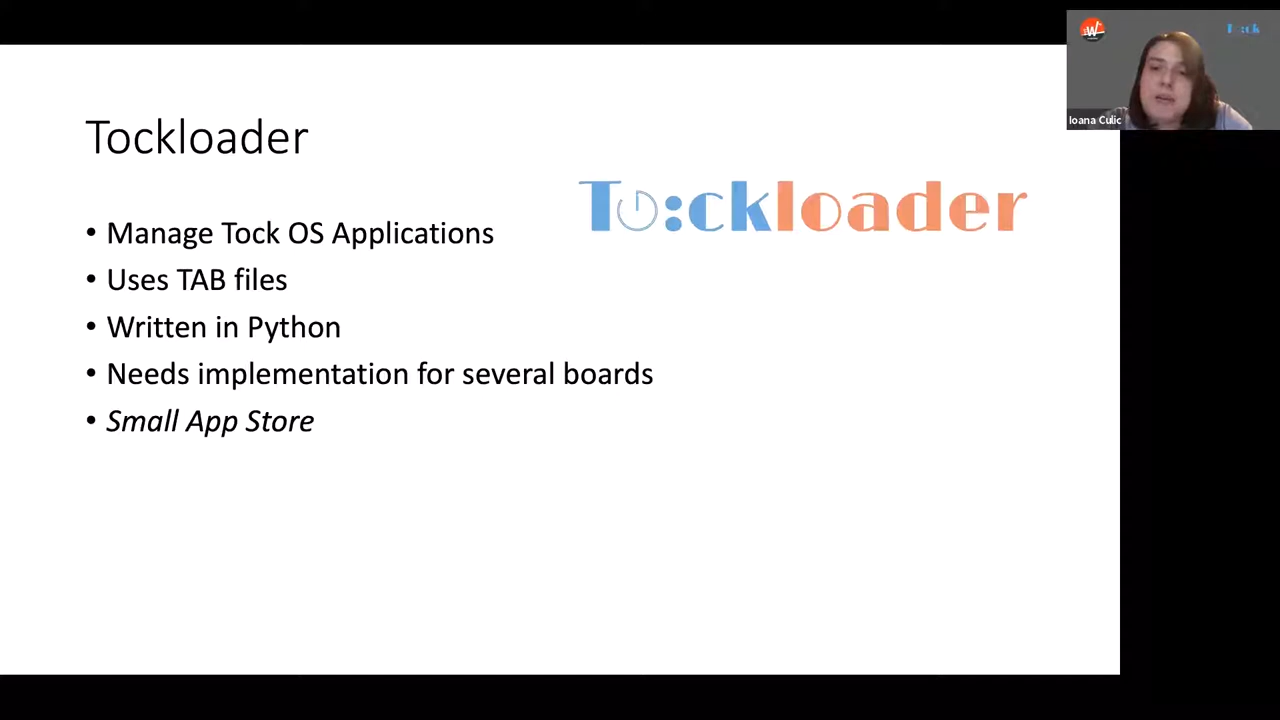 Tockloader
Tockloader
• Manage Tock OS Applications
• Uses TAB files
• Written in Python
• Needs implementation for several boards
• Small App Store
W
Tock
Ioana Culic